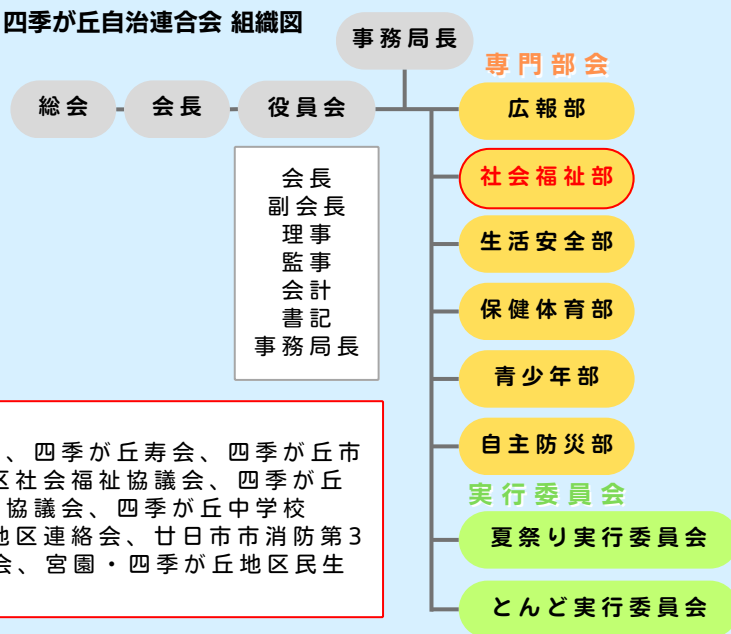 四季が丘自治連合会 組織図
事務局長
専門部会
総会
会長
役員会
広報部
会長
副会長
理事
監事
会計
書記
事務局長
社会福祉部
生活安全部
保健体育部
青少年部
自主防災部
実行委員会
夏祭り実行委員会
とんど実行委員会
、四季が丘寿会、四季が丘市
区社会福祉協議会、四季が丘
協議会、四季が丘中学校
地区連絡会、廿日市市消防第3
会、宮園・四季が丘地区民生